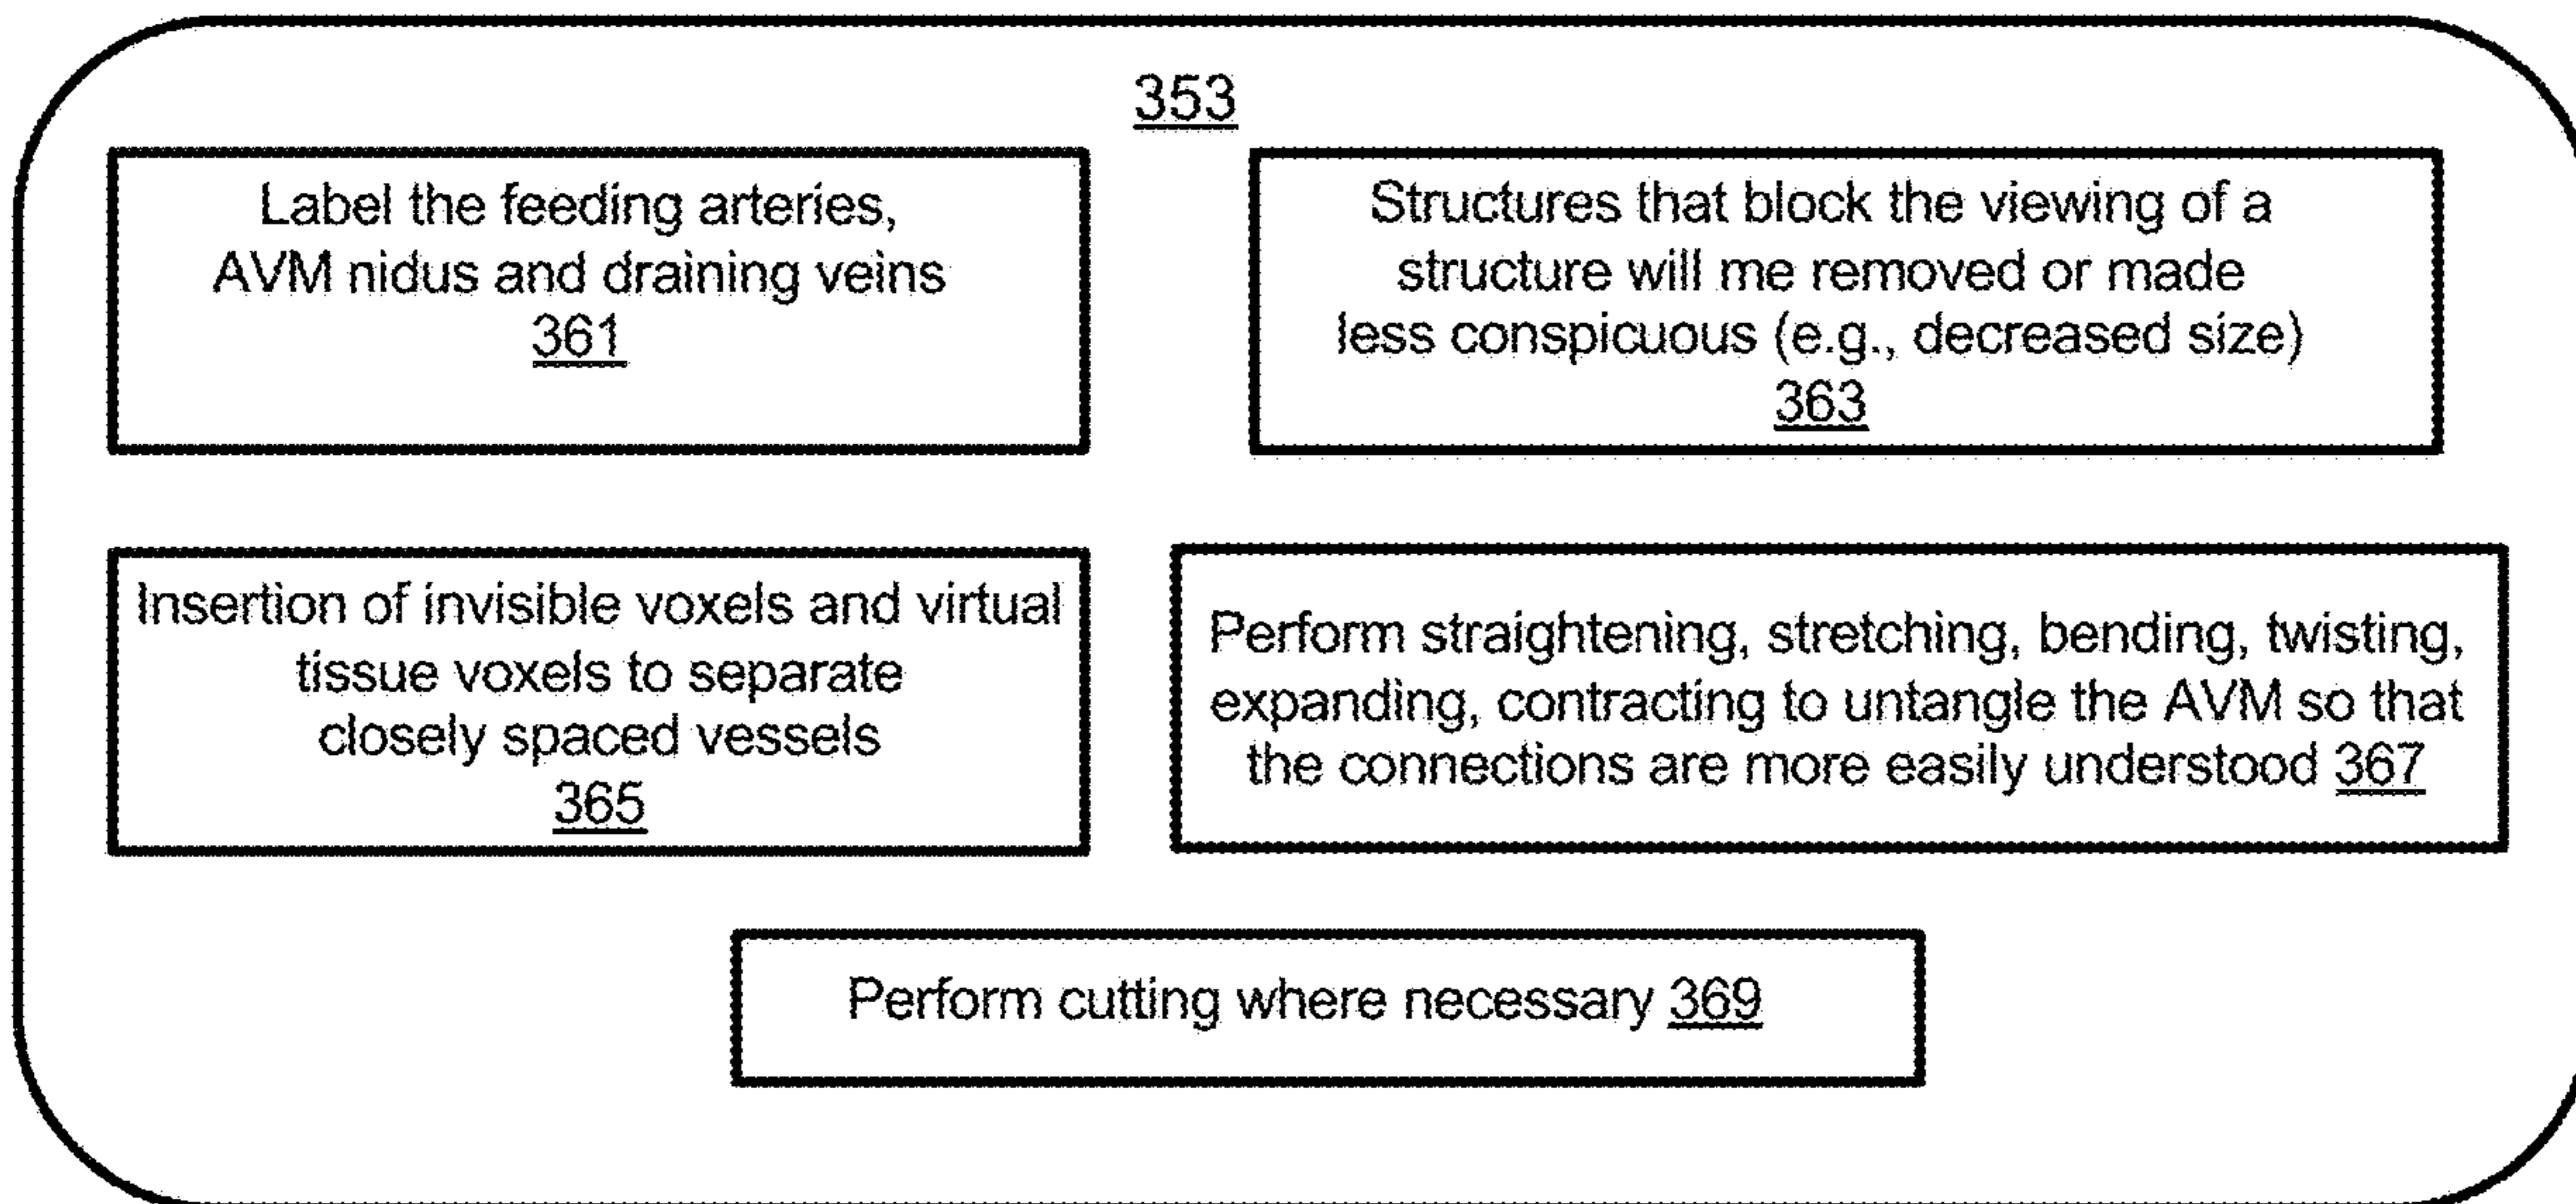 353
Label the feeding arteries,
AVM nidus and draining veins
361
Structures that block the viewing of a
structure will me removed or made
less conspicuous (e.g., decreased size)
363
Insertion of invisible voxels and virtual
tissue voxels to separate
closely spaced vessels
365
Perform straightening, stretching, bending, twisting,
expanding, contracting to untangle the AVM so that
the connections are more easily understood 367
Perform cutting where necessary 369